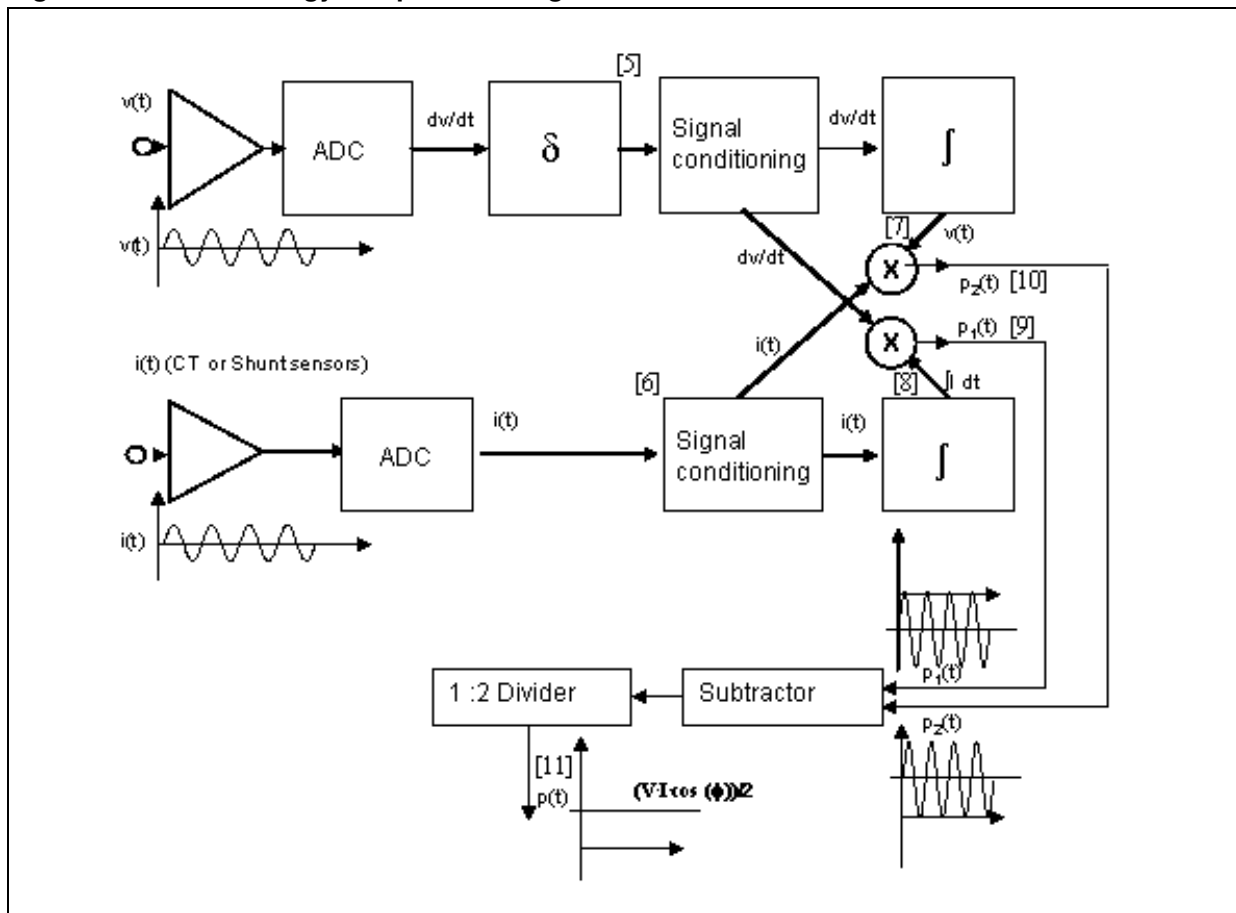 [5]
v(t)
dv/dt
dv/dt
ADC
δ
Signal
conditioning
∫
v(t)
[7]
v(t)
dv/dt
X
p2(t) [10]
X
p1(t) [9]
i(t)
i(t) (CT or Shunt sensors)
[6]
[8]
∫I dt
i(t)
i(t)
ADC
Signal
conditioning
∫
i(t)
p1(t)
1 :2 Divider
Subtractor
p2(t)
[11]
p(t)
(V·I·cos (ϕ))/2